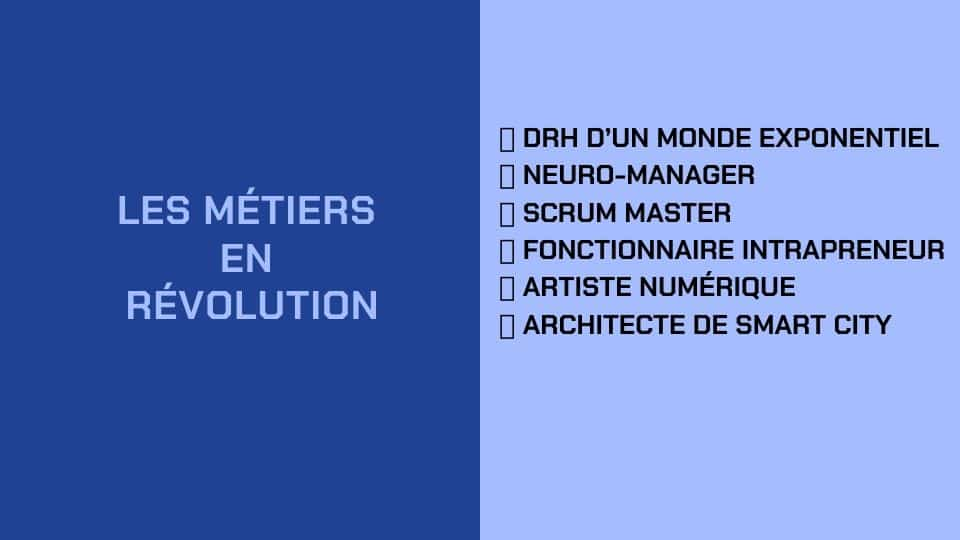 LES MÉTIERS
EN
RÉVOLUTION
▯ DRH D’UN MONDE EXPONENTIEL
▯ NEURO-MANAGER
▯ SCRUM MASTER
▯ FONCTIONNAIRE INTRAPRENEUR
▯ ARTISTE NUMÉRIQUE
▯ ARCHITECTE DE SMART CITY